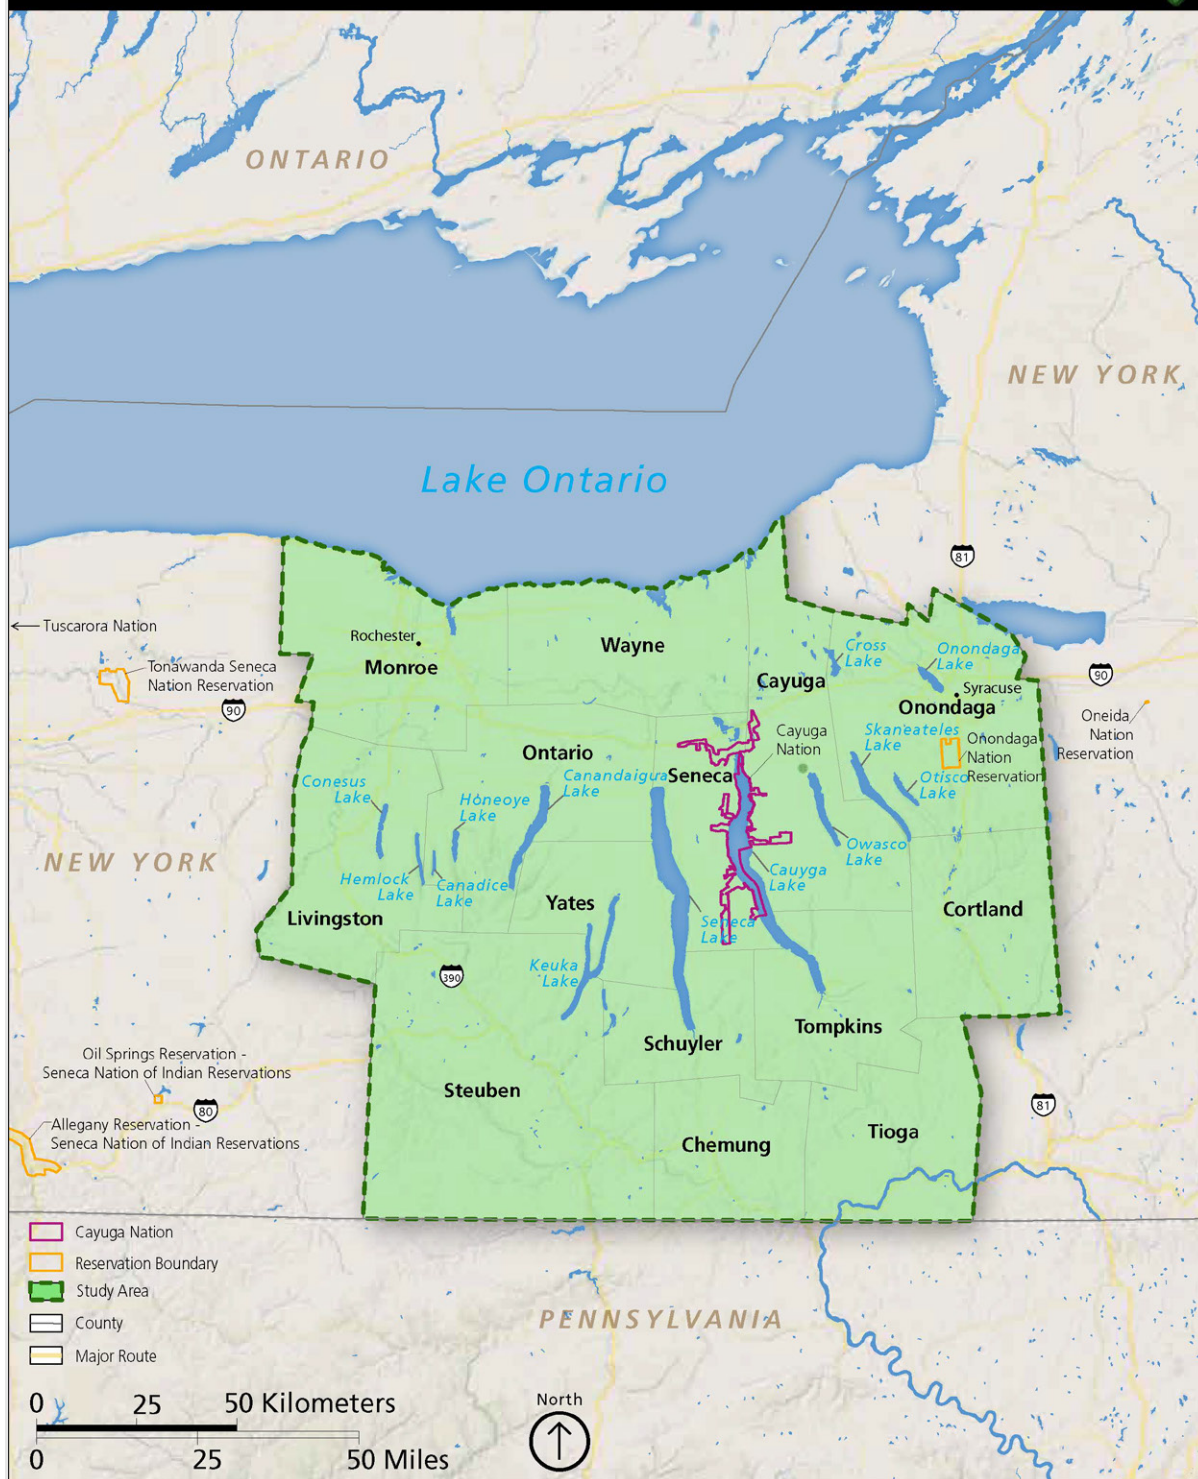 ONTARIO
NEW YORK
Lake Ontario
81
Tuscarora Nation
Rochester
Monroe
Wayne
Cross
Lake
Onondaga
Lake
Tonawanda Seneca
Nation Reservation
90
Cayuga
90
Syracuse
Onondaga
Oneida
Nation
Reservation
Ontario
Cayuga
Nation
Skaneateles
Lake
Onondaga
Nation
Reservation
Conesus
Lake
Honeoye
Lake
Canandaigua
Lake
Seneca
Otisco
Lake
NEW YORK
Owasco
Lake
Hemlock
Lake
Canadice
Lake
Cauyga
Lake
Livingston
Yates
Seneca
Lake
Cortland
Keuka
Lake
390
Tompkins
Schuyler
Oil Springs Reservation -
Seneca Nation of Indian Reservations
Steuben
80
81
Allegany Reservation -
Seneca Nation of Indian Reservations
Chemung
Tioga
Cayuga Nation
Reservation Boundary
Study Area
County
Major Route
PENNSYLVANIA
0 25 50 Kilometers
0 25 50 Miles
North